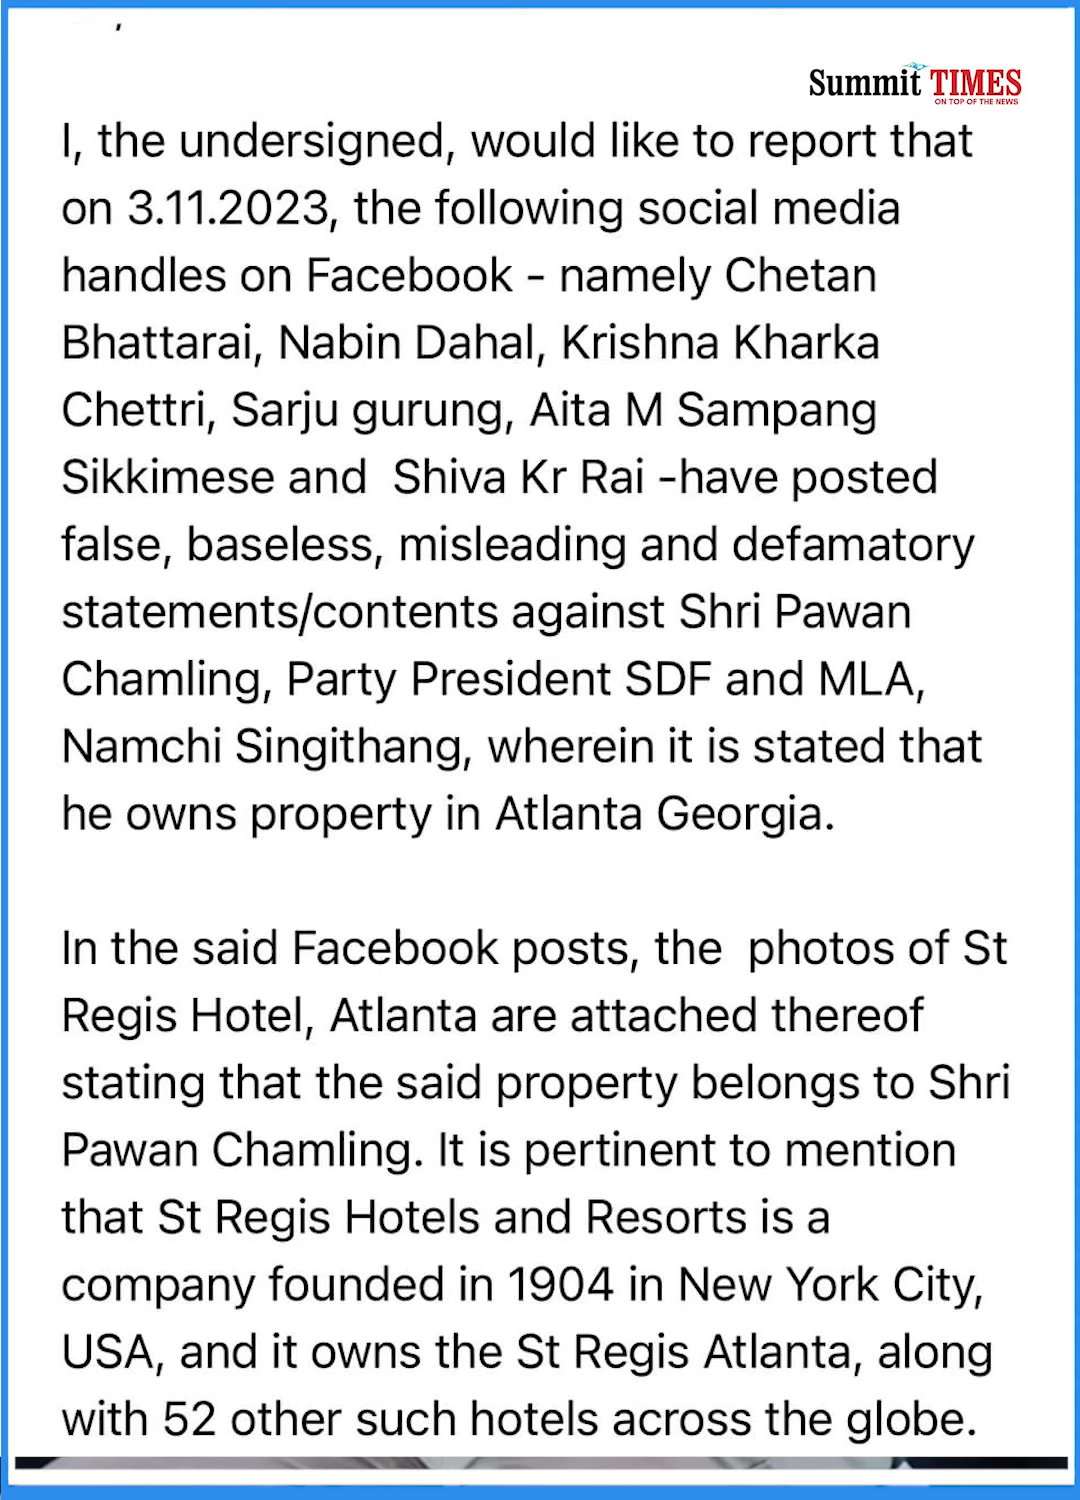 Summit TIMES
ON TOP OF THE NEWS
I, the undersigned, would like to report that
on 3.11.2023, the following social media
handles on Facebook - namely Chetan
Bhattarai, Nabin Dahal, Krishna Kharka
Chettri, Sarju gurung, Aita M Sampang
Sikkimese and  Shiva Kr Rai -have posted
false, baseless, misleading and defamatory
statements/contents against Shri Pawan
Chamling, Party President SDF and MLA,
Namchi Singithang, wherein it is stated that
he owns property in Atlanta Georgia.
In the said Facebook posts, the  photos of St
Regis Hotel, Atlanta are attached thereof
stating that the said property belongs to Shri
Pawan Chamling. It is pertinent to mention
that St Regis Hotels and Resorts is a
company founded in 1904 in New York City,
USA, and it owns the St Regis Atlanta, along
with 52 other such hotels across the globe.